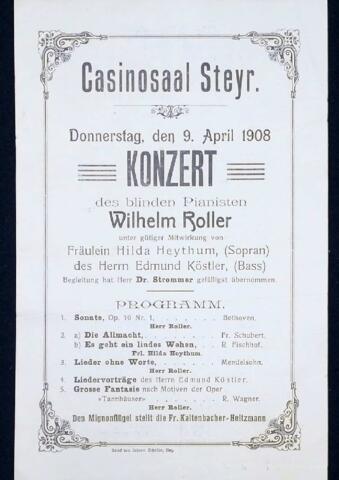 Casinosaal Steyr.
Donnerstag, den 9. April 1908
KONZERT
des blinden Pianisten
Wilhelm Roller
unter gütiger Mitwirkung von
Fräulein Hilda Heythum, (Sopran)
des Herrn Edmund Köstler, (Bass)
Begleitung hat Herr Dr. Strommer gefälligst übernommen.
PROGRAMM.
1. Sonate, Op. 10 Nr. 1, . . . . . . Bethoven.
Herr Roller.
2. a) Die Allmacht, . . . . . . Fr. Schubert.
b) Es geht ein lindes Wehen, . . . R. Fischhof.
Frl. Hilda Heythum.
3. Lieder ohne Worte, . . . . . . Mendelsohn.
Herr Roller.
4. Liedervorträge des Herrn Edmund Köstler.
5. Grosse Fantasie nach Motiven der Oper
»Tannhäuser« . . . . . . R. Wagner.
Herr Roller.
Den Mignonflügel stellt die Fr. Kaltenbacher-Heitzmann